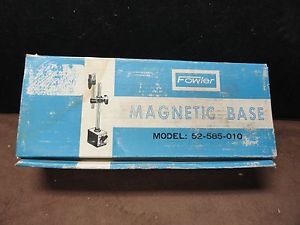 Fowler
MAGNETIC BASE
MODEL: 52-585-010